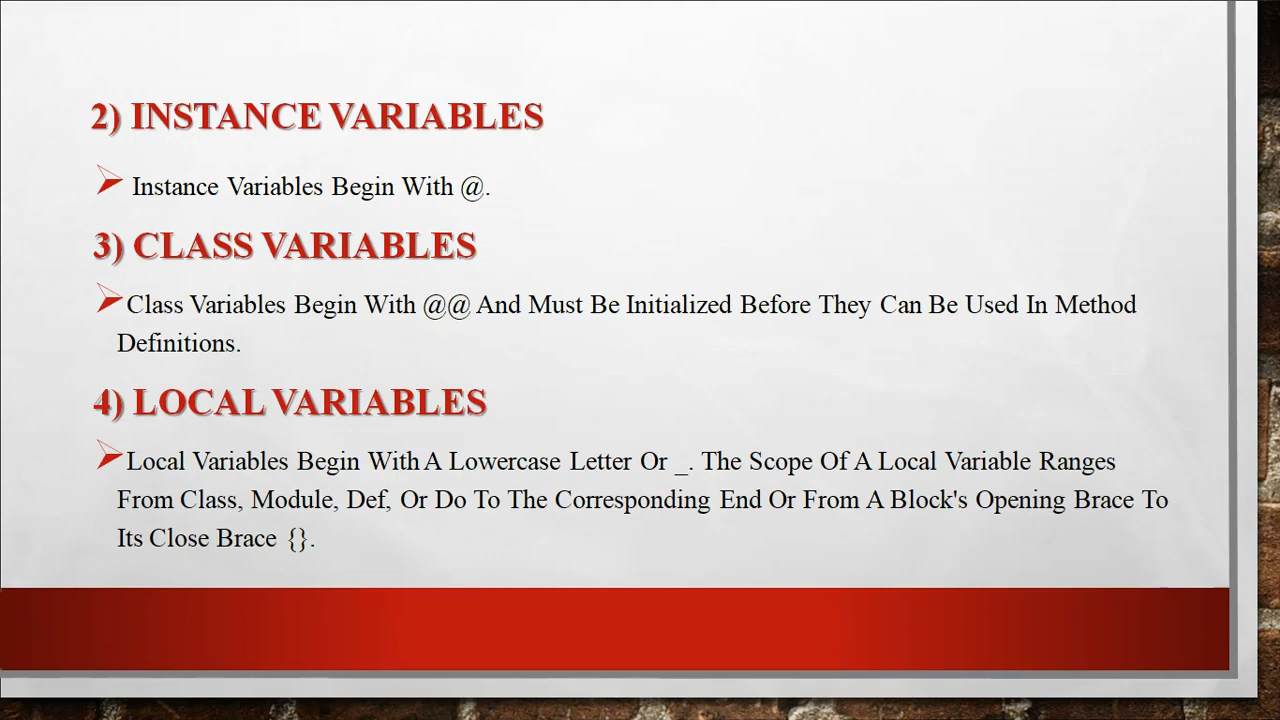 2) INSTANCE VARIABLES
Instance Variables Begin With @.
3) CLASS VARIABLES
Class Variables Begin With @@ And Must Be Initialized Before They Can Be Used In Method
Definitions.
4) LOCAL VARIABLES
Local Variables Begin With A Lowercase Letter Or _. The Scope Of A Local Variable Ranges
From Class, Module, Def, Or Do To The Corresponding End Or From A Block's Opening Brace To
Its Close Brace {}.